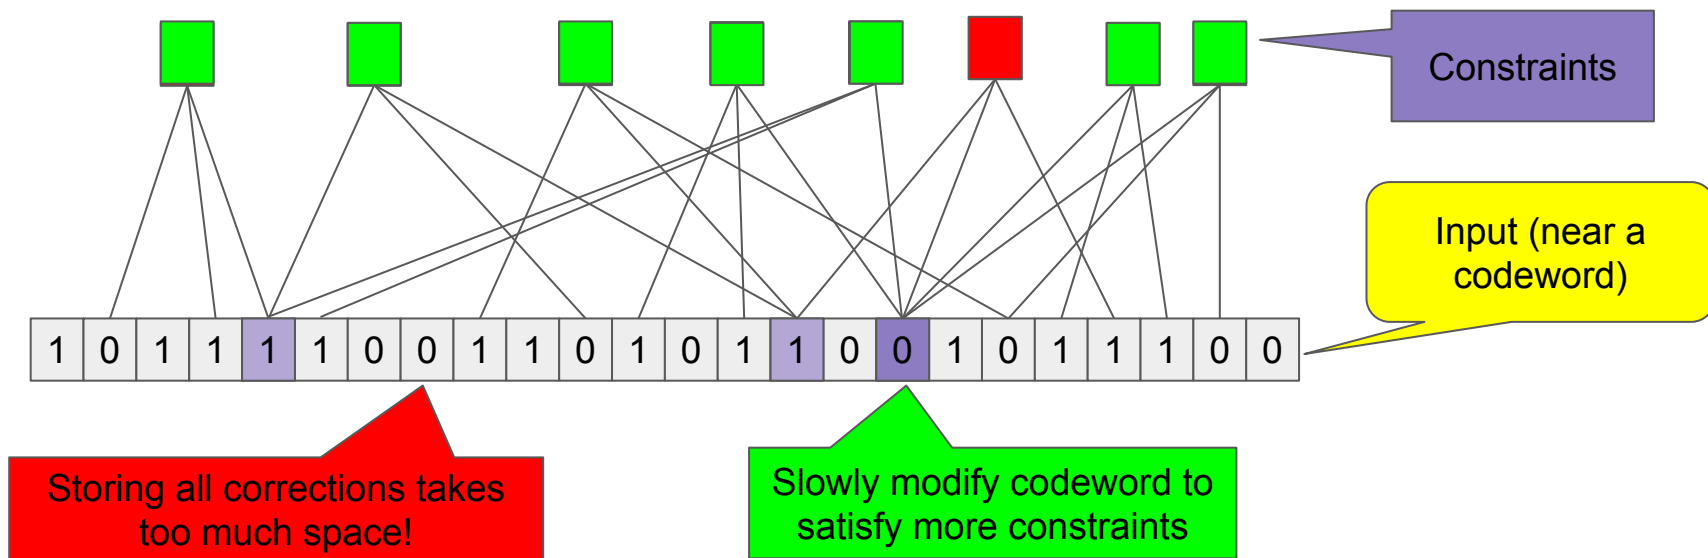 Constraints
Input (near a
codeword)
1 0 1 1 1 1 0 0 1 1 0 1 0 1 1 0 0 1 0 1 1 1 0 0
Storing all corrections takes
too much space!
Slowly modify codeword to
satisfy more constraints